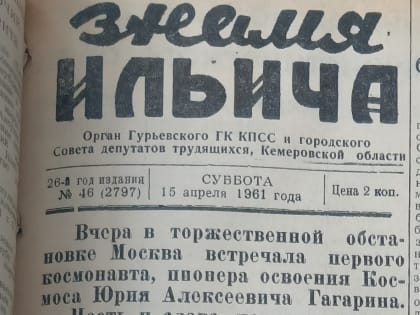 знамя
ИЛЬИЧА
Орган Гурьевского ГК КПСС и городского
Совета депутатов трудящихся, Кемеровской области
26-й год издания
№ 46 (2797)
СУББОТА
15 апреля 1961 года
Цена 2 коп.
Вчера в торжественной обста-
новке Москва встречала первого
космонавта, пионера освоения Кос-
моса Юрия Алексеевича Гагарина.